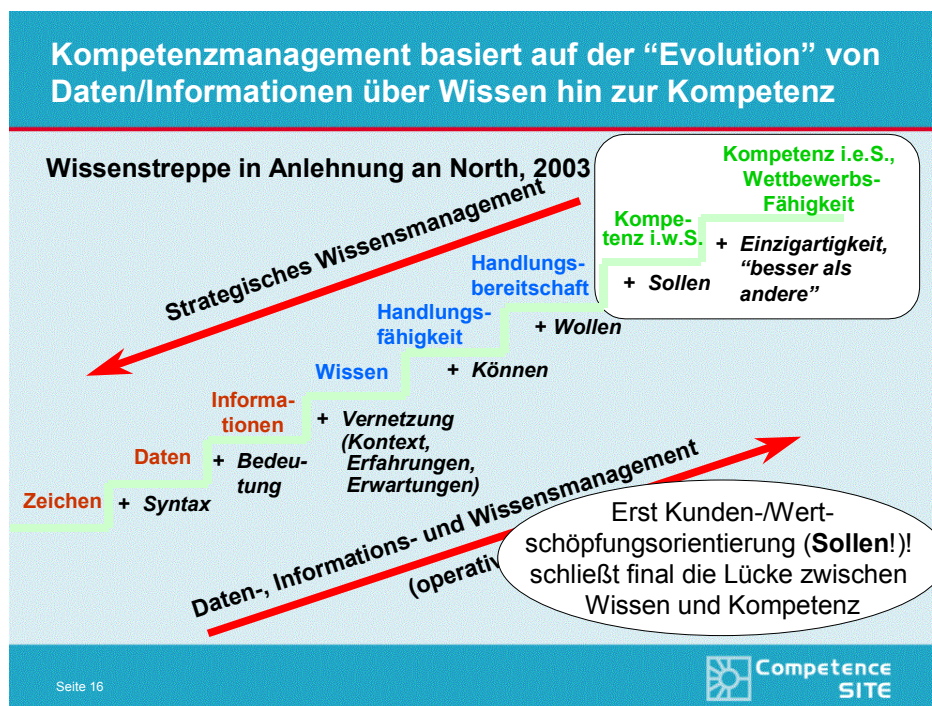 Kompetenzmanagement basiert auf der “Evolution” von
Daten/Informationen über Wissen hin zur Kompetenz
Wissenstreppe in Anlehnung an North, 2003
Kompetenz i.e.S.,
Wettbewerbs-
Fähigkeit
Kompe-
tenz i.w.S.
+ Einzigartigkeit,
“besser als
andere”
Strategisches Wissensmanagement
Handlungs-
bereitschaft
+ Sollen
Handlungs-
fähigkeit
+ Wollen
Wissen
+ Können
Informa-
tionen
+ Vernetzung
(Kontext,
Erfahrungen,
Erwartungen)
Daten
+ Bedeu-
tung
Zeichen
+ Syntax
Daten-, Informations- und Wissensmanagement
(operativ
Erst Kunden-/Wert-
schöpfungsorientierung (Sollen!)!
schließt final die Lücke zwischen
Wissen und Kompetenz
Seite 16
Competence
SITE